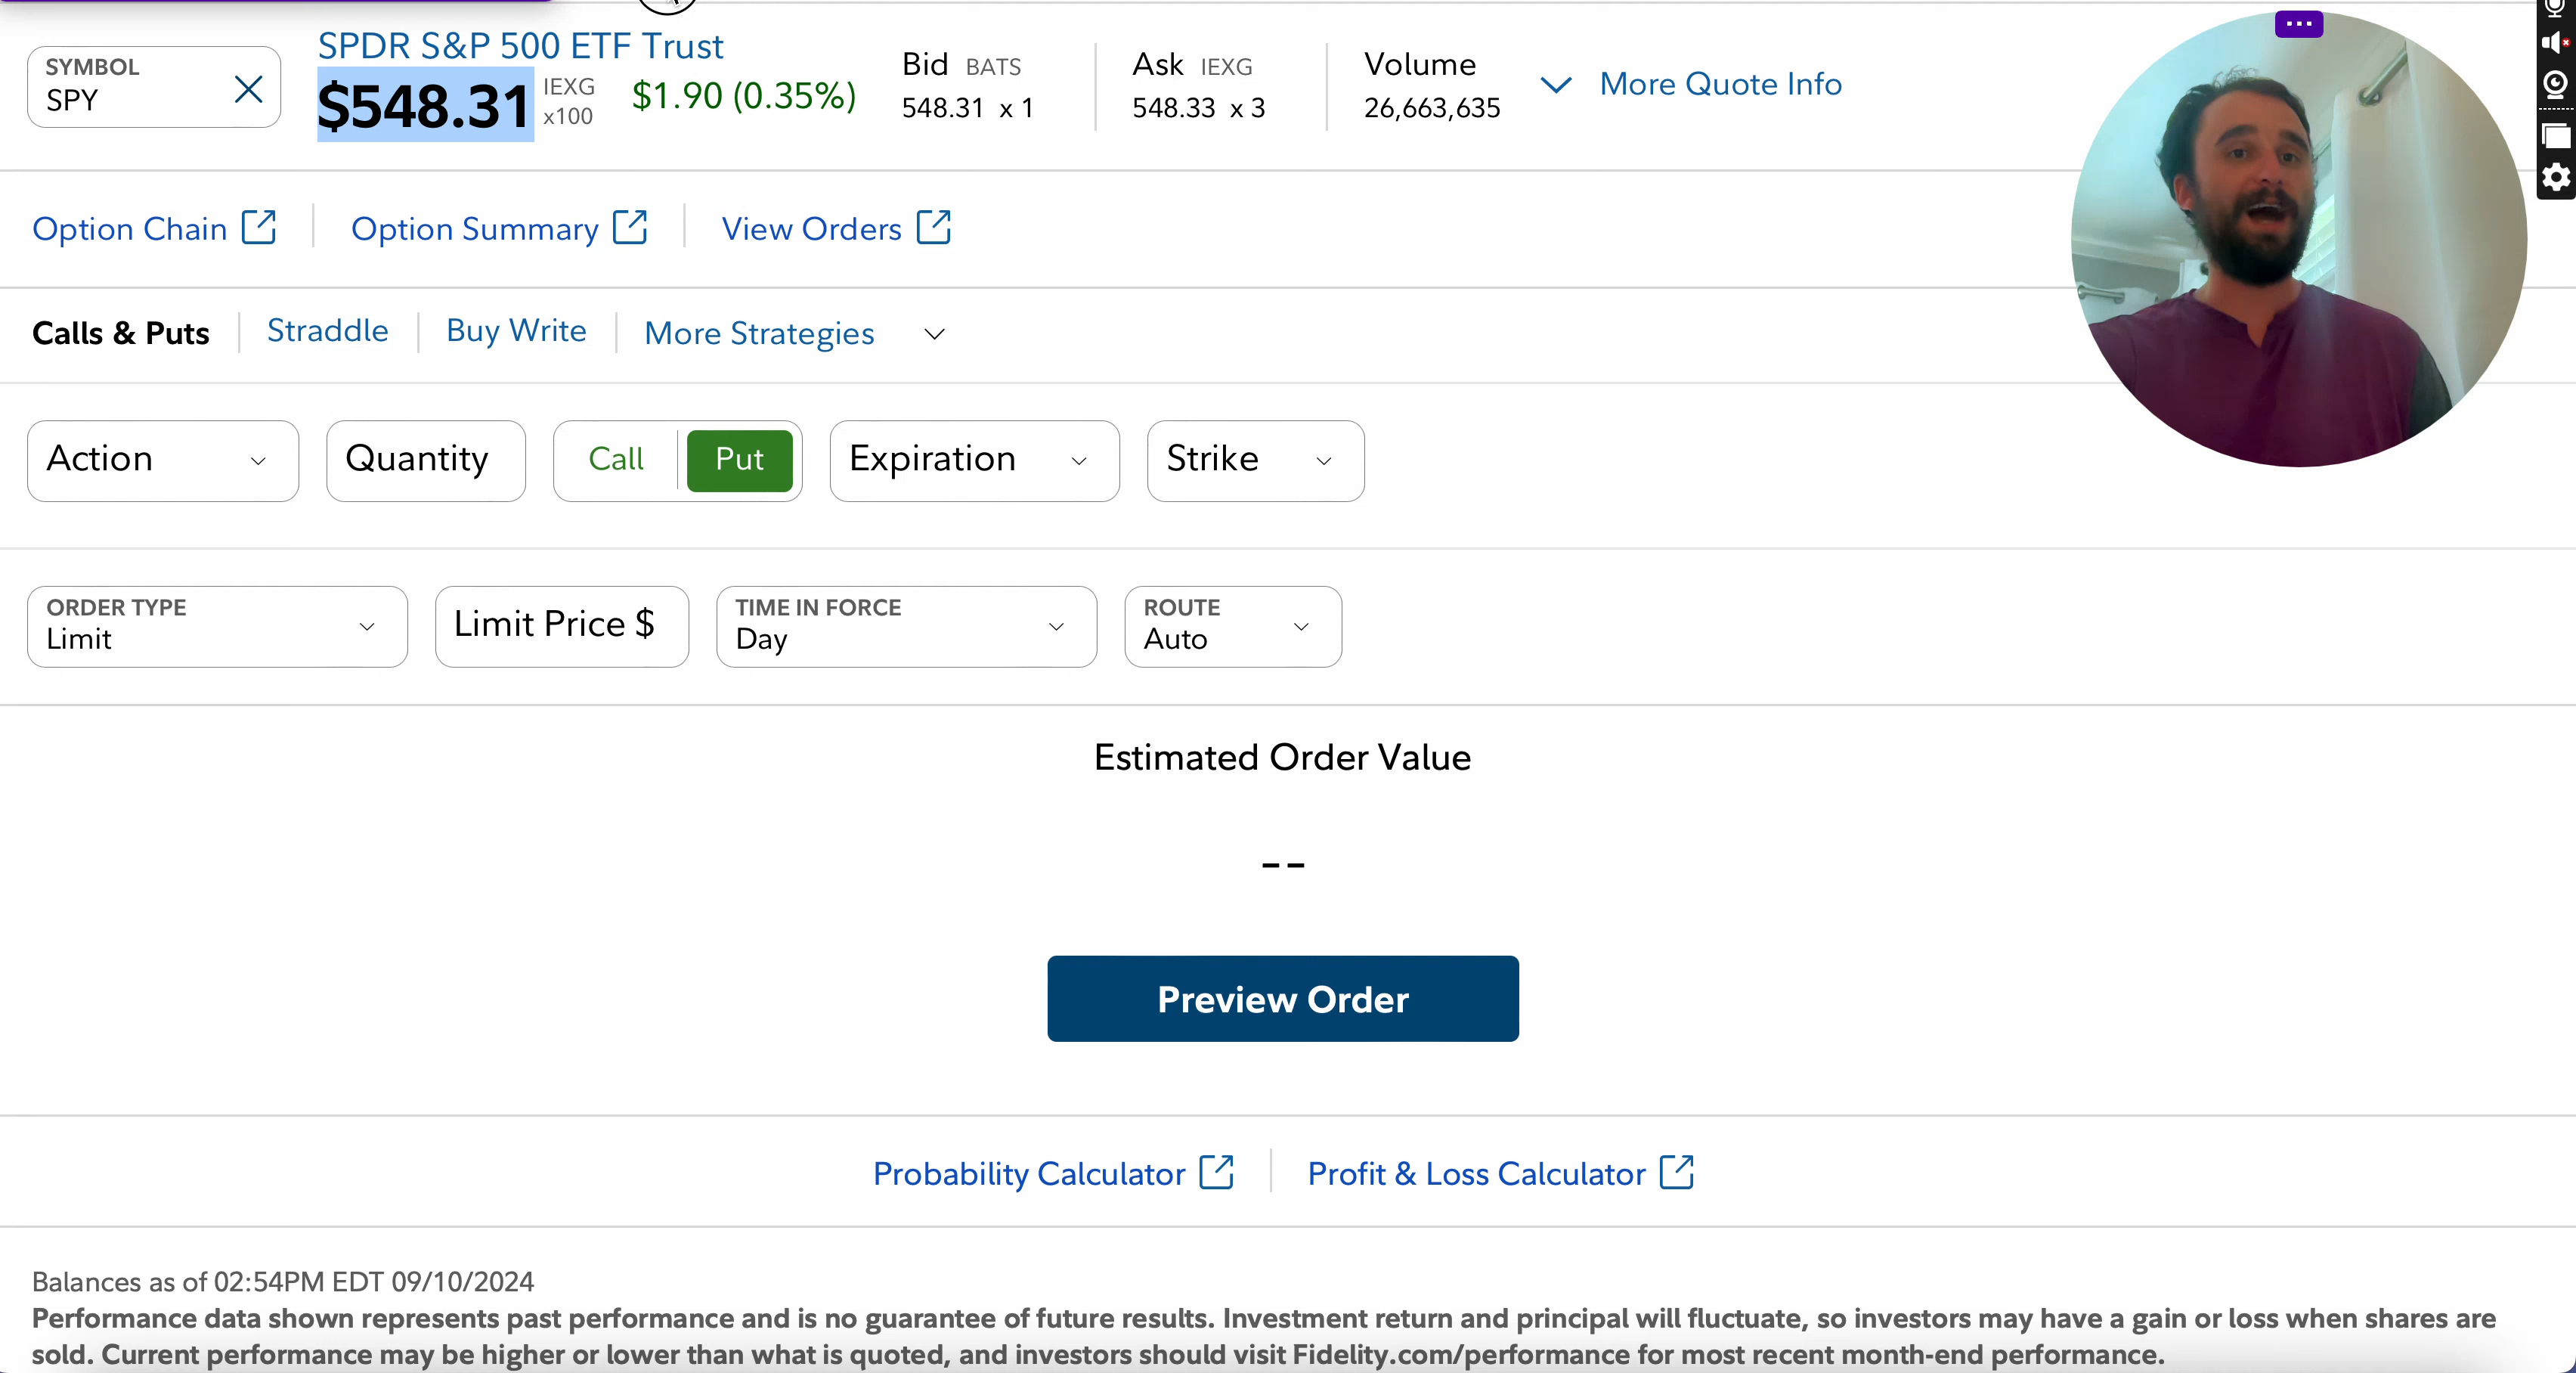 SYMBOL
SPY
SPDR S&P 500 ETF Trust
$548.31
IEXG
x100
$1.90 (0.35%)
Bid BATS
548.31 x 1
Ask IEXG
548.33 x 3
Volume
26,663,635
More Quote Info
Option Chain
Option Summary
View Orders
Calls & Puts
Straddle
Buy Write
More Strategies
Action
Quantity
Call
Put
Expiration
Strike
ORDER TYPE
Limit
Limit Price $
TIME IN FORCE
Day
ROUTE
Auto
Estimated Order Value
--
Preview Order
Probability Calculator
Profit & Loss Calculator
Balances as of 02:54PM EDT 09/10/2024
Performance data shown represents past performance and is no guarantee of future results. Investment return and principal will fluctuate, so investors may have a gain or loss when shares are
sold. Current performance may be higher or lower than what is quoted, and investors should visit Fidelity.com/performance for most recent month-end performance.